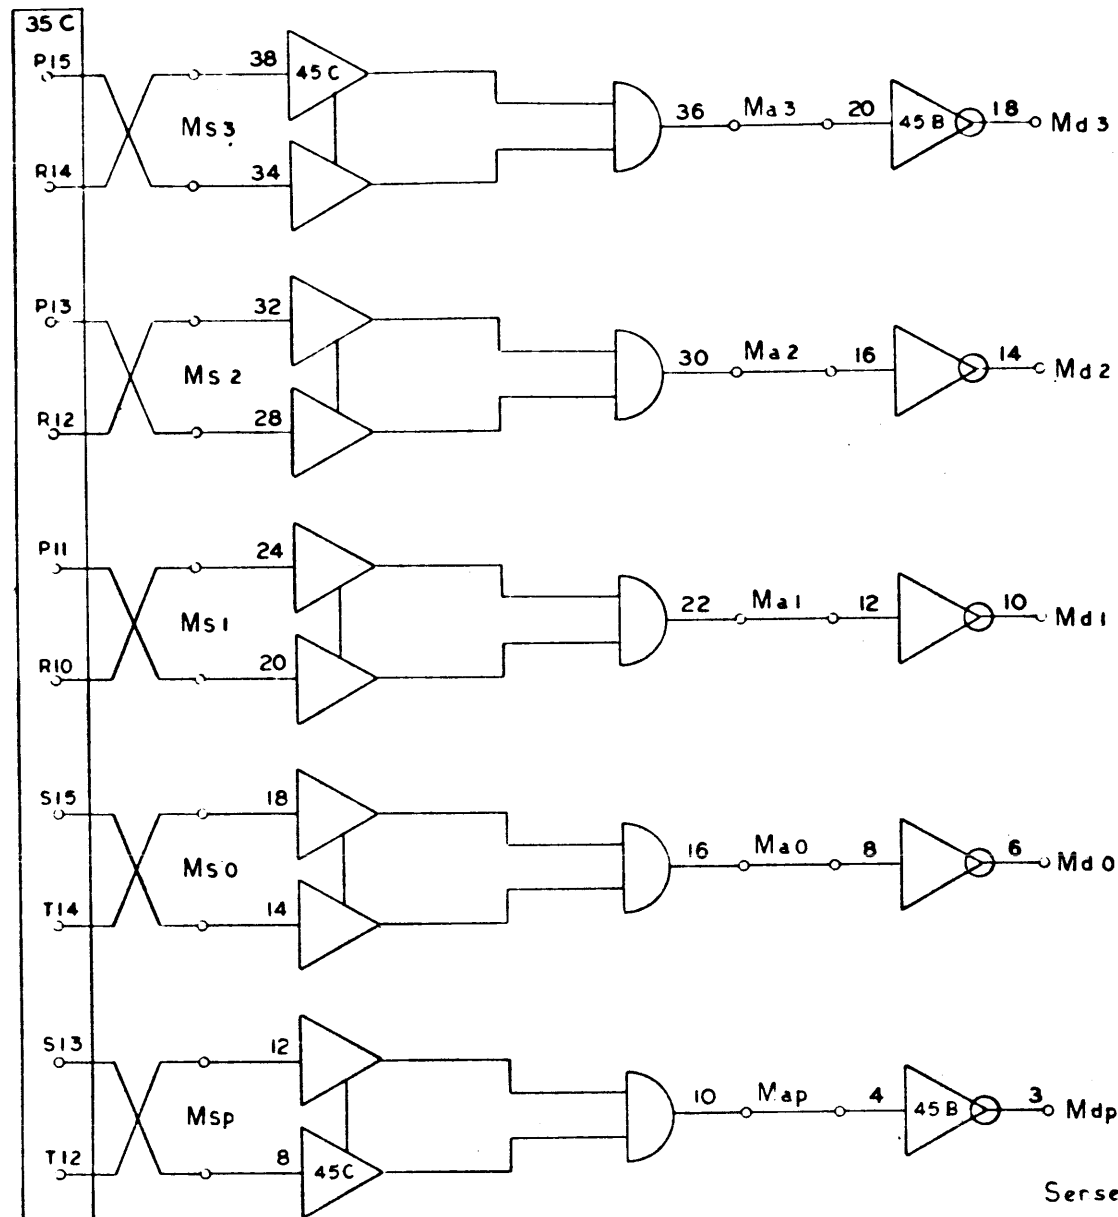 35C
P15 38 45C
Ms3 36 Ma3 20 45B 18 Md3
R14 34
P13 32
Ms2 30 Ma2 16 14 Md2
R12 28
P11 24
Ms1 22 Ma1 12 10 Md1
R10 20
S15 18
Ms0 16 Ma0 8 6 Md0
T14 14
S13 12
Msp 10 Map 4 45B 3 Mdp
T12 8 45C
Serse